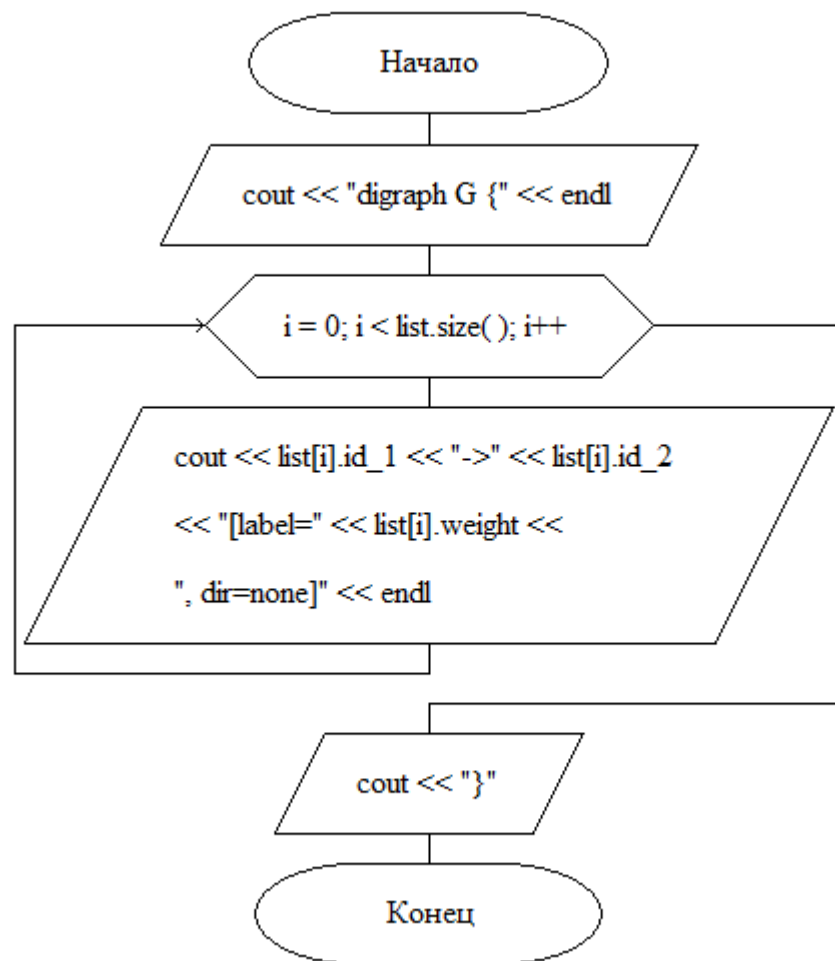 Начало
cout << "digraph G {" << endl
i = 0; i < list.size( ); i++
cout << list[i].id_1 << "->" << list[i].id_2
<< "[label=" << list[i].weight <<
", dir=none]" << endl
cout << "}"
Конец